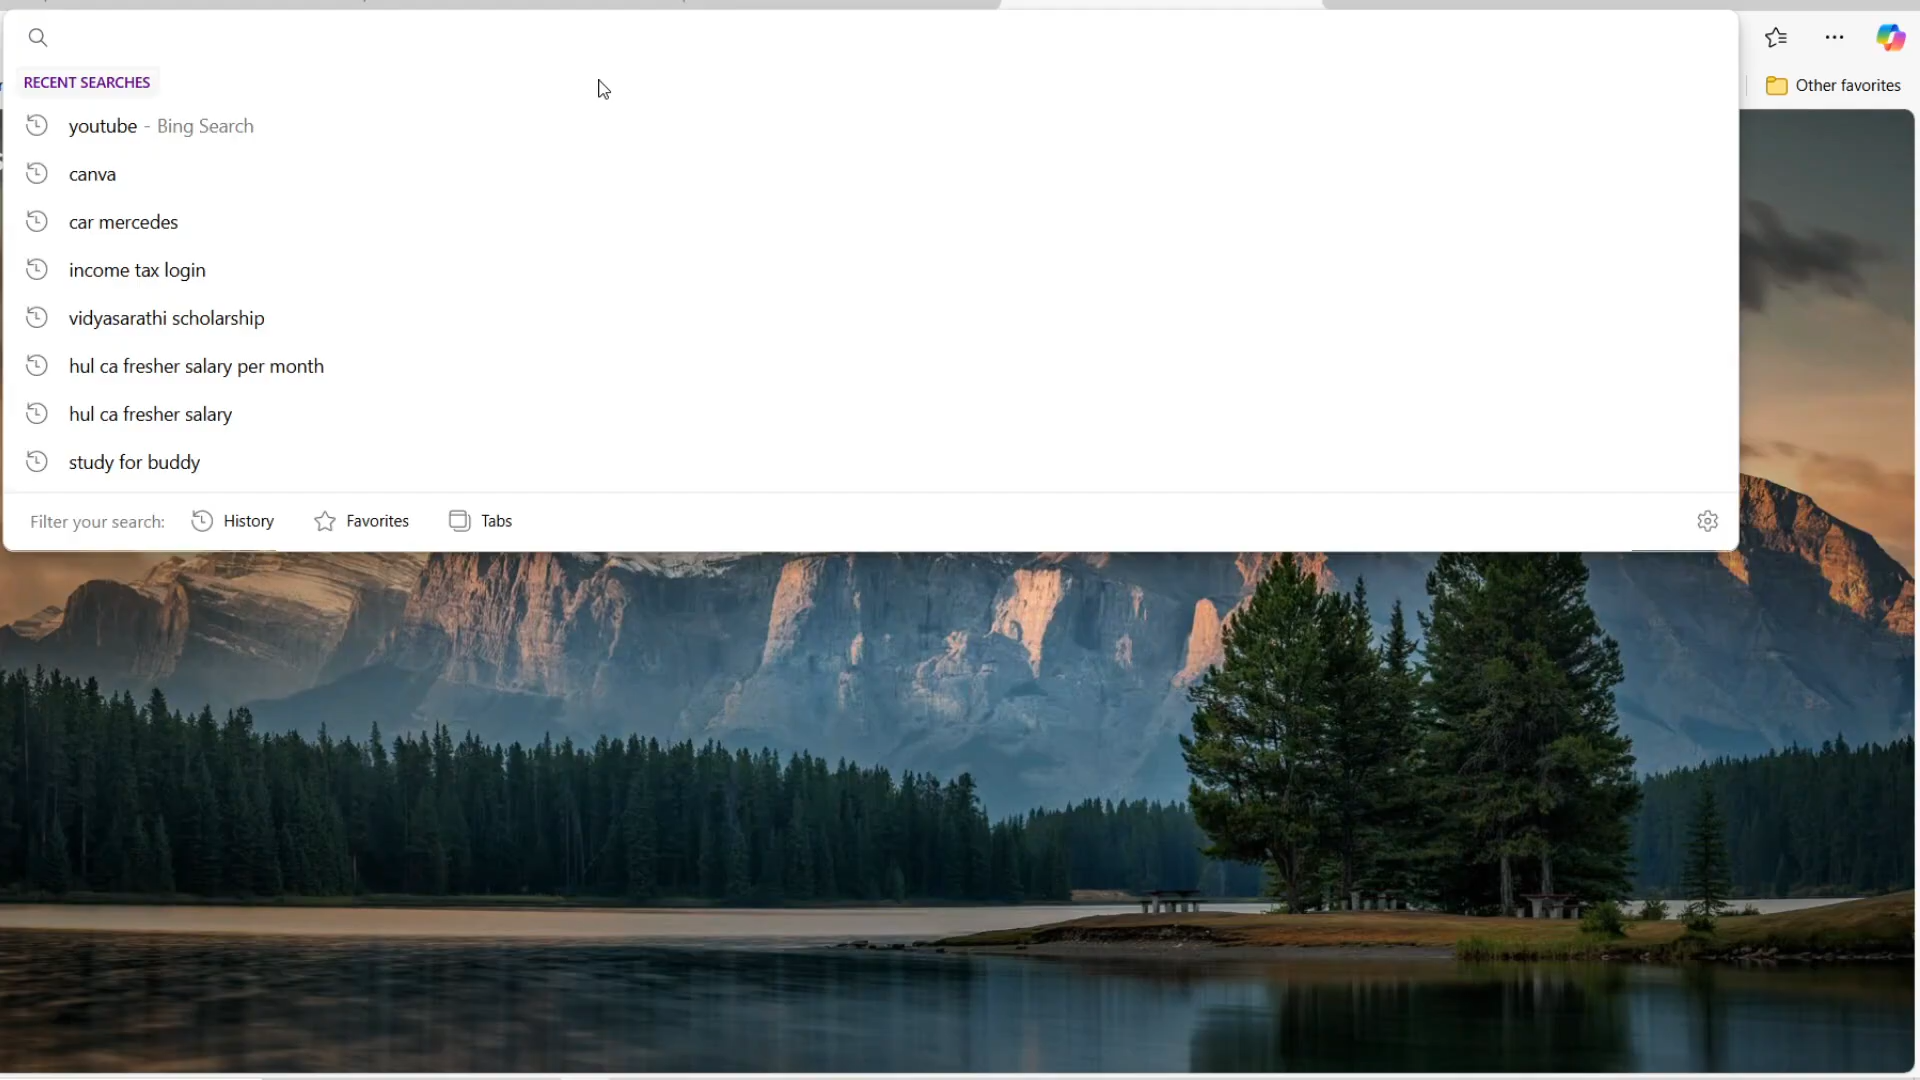 RECENT SEARCHES
Other favorites
youtube - Bing Search
canva
car mercedes
income tax login
vidyasarathi scholarship
hul ca fresher salary per month
hul ca fresher salary
study for buddy
Filter your search: History Favorites Tabs